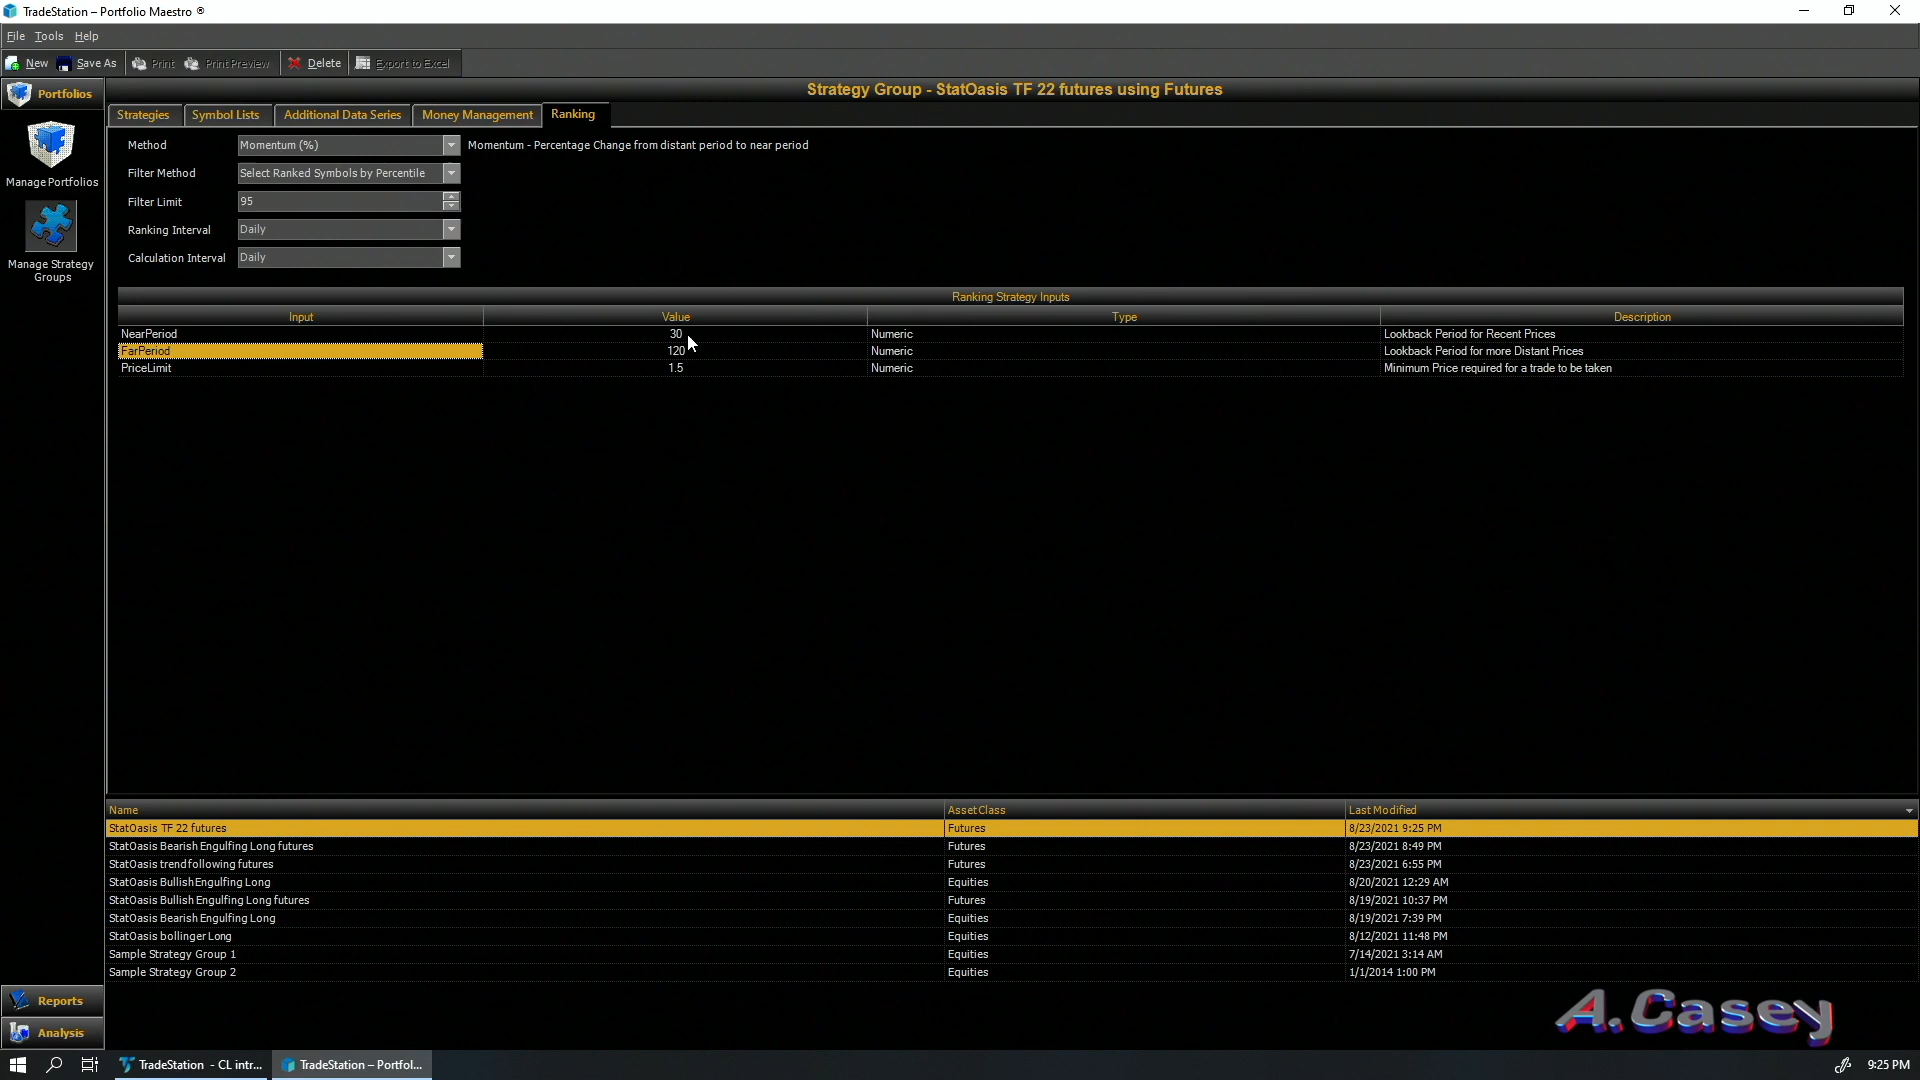 TradeStation – Portfolio Maestro ®
File Tools Help
New Save As Print Print Preview Delete Export to Excel
Portfolios
Strategy Group - StatOasis TF 22 futures using Futures
Strategies Symbol Lists Additional Data Series Money Management Ranking
Method Momentum (%) Momentum - Percentage Change from distant period to near period
Filter Method Select Ranked Symbols by Percentile
Filter Limit 95
Ranking Interval Daily
Calculation Interval Daily
Manage Portfolios
Manage Strategy
Groups
Ranking Strategy Inputs
Input Value Type Description
NearPeriod 30 Numeric Lookback Period for Recent Prices
FarPeriod 120 Numeric Lookback Period for more Distant Prices
PriceLimit 1.5 Numeric Minimum Price required for a trade to be taken
Name AssetClass Last Modified
StatOasis TF 22 futures Futures 8/23/2021 9:25 PM
StatOasis Bearish Engulfing Long futures Futures 8/23/2021 8:49 PM
StatOasis trend following futures Futures 8/23/2021 6:55 PM
StatOasis Bullish Engulfing Long Equities 8/20/2021 12:29 AM
StatOasis Bullish Engulfing Long futures Futures 8/19/2021 10:37 PM
StatOasis Bearish Engulfing Long Equities 8/19/2021 7:39 PM
StatOasis bollinger Long Equities 8/12/2021 11:48 PM
Sample Strategy Group 1 Equities 7/14/2021 3:14 AM
Sample Strategy Group 2 Equities 1/1/2014 1:00 PM
Reports
Analysis
A.Casey
TradeStation - CL intr... TradeStation – Portfol... 9:25 PM